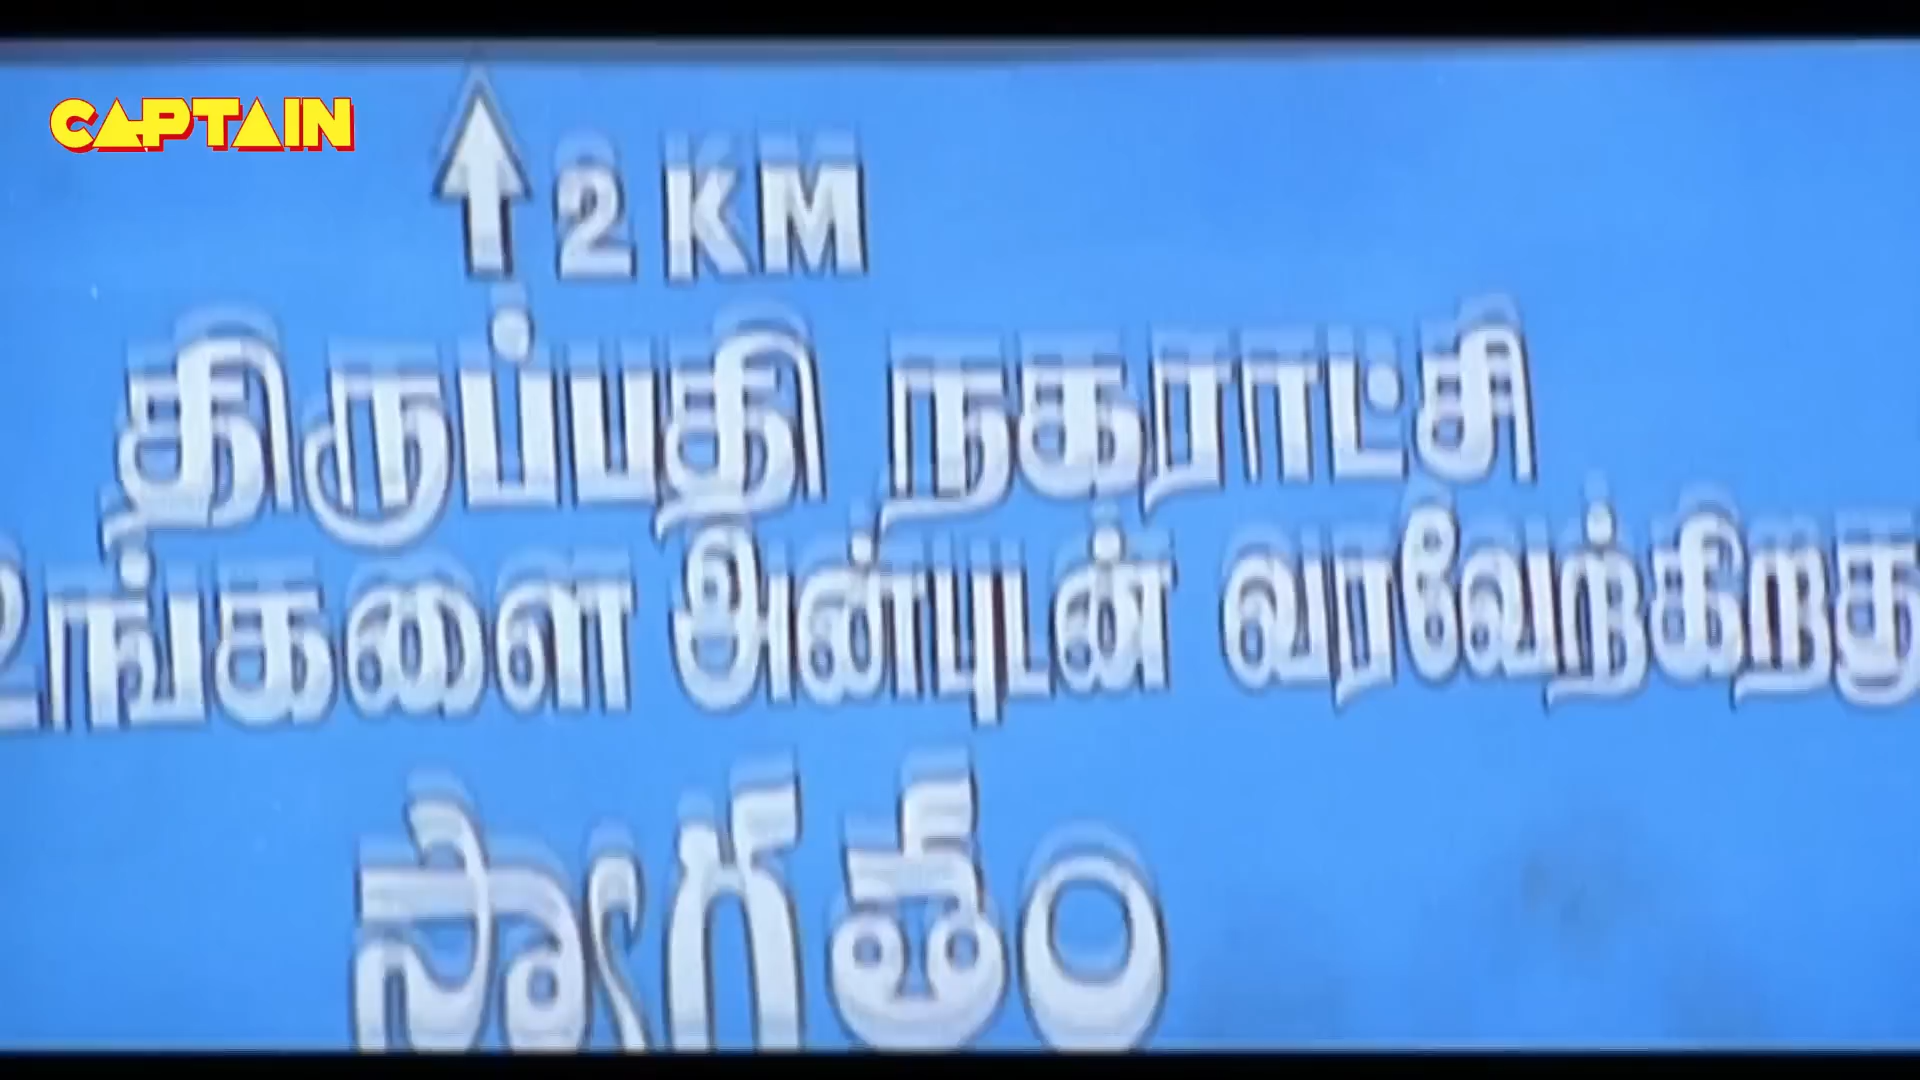 CAPTAIN
↑ 2 KM
திருப்பதி நகராட்சி
உங்களை அன்புடன் வரவேற்கிறது
స్వాగతం